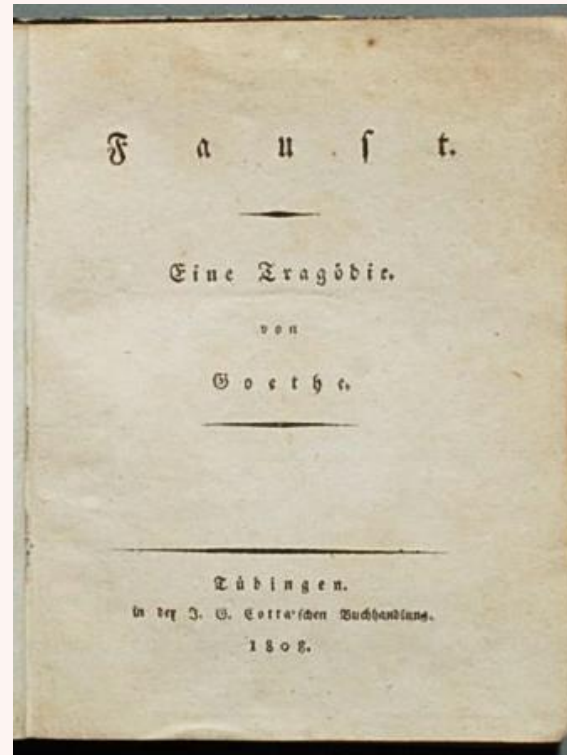 Fauſt.
Eine Tragödie.
von
Goethe.
Tübingen.
in der J. G. Cotta'ſchen Buchhandlung.
1808.